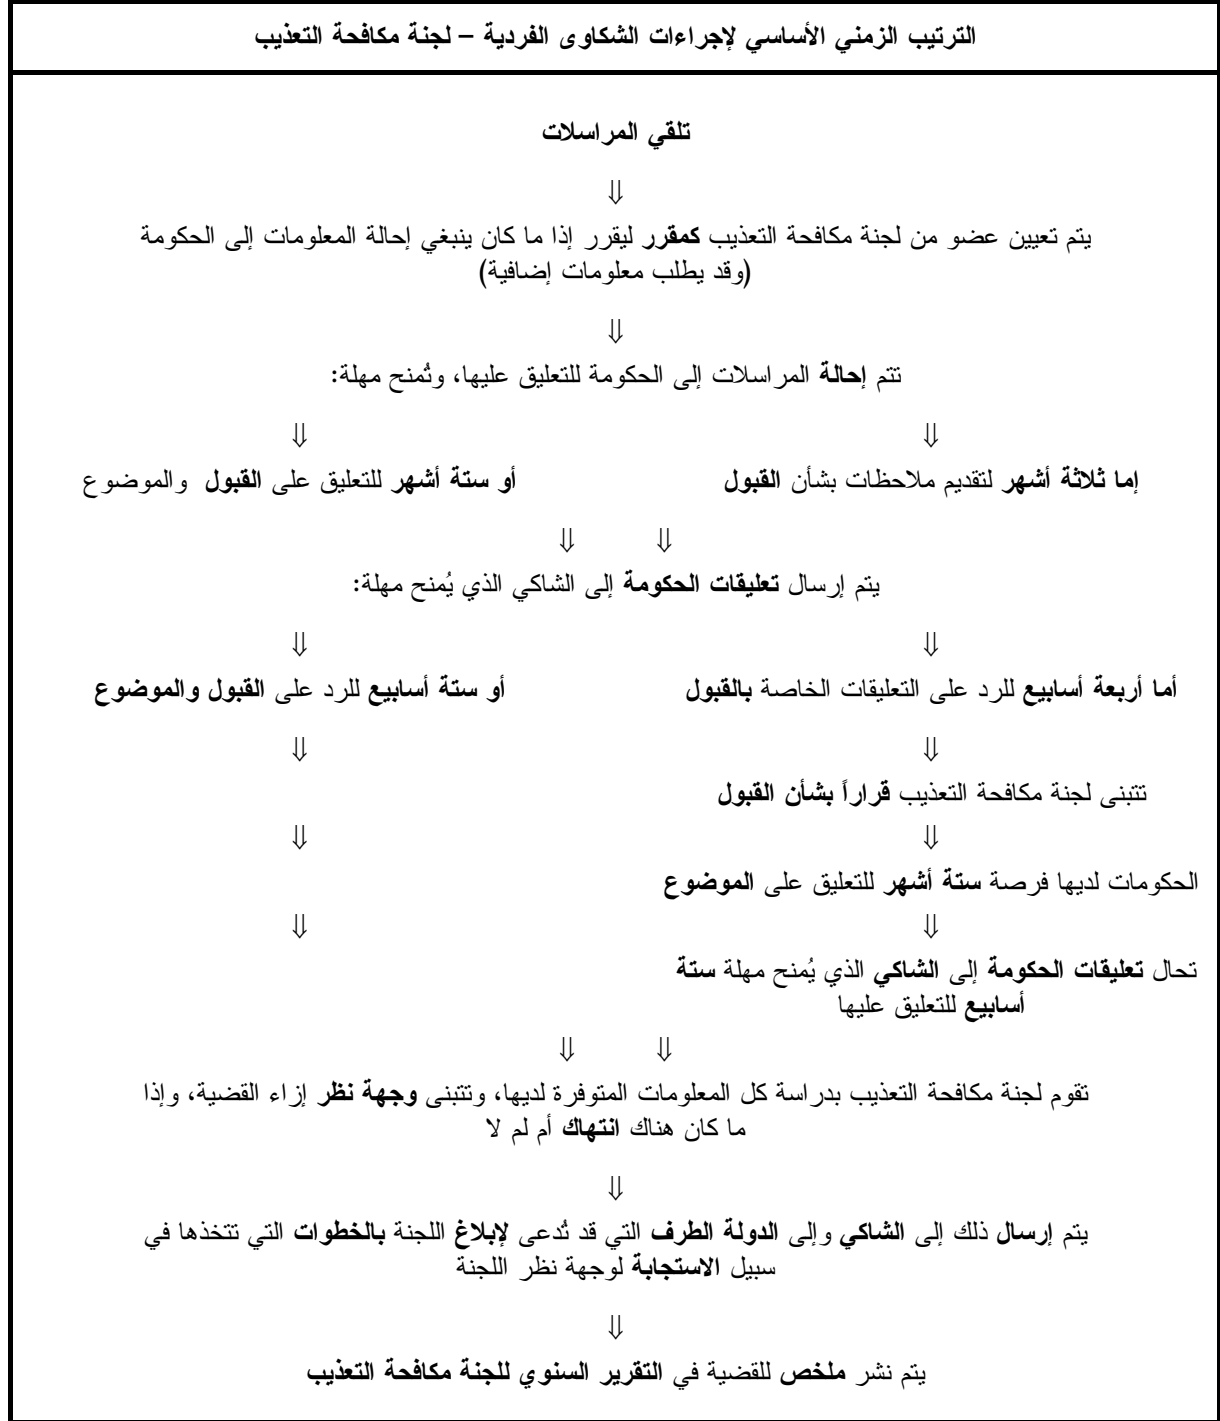 الترتيب الزمني الأساسي لإجراءات الشكاوى الفردية – لجنة مكافحة التعذيب
تلقي المراسلات
⇓
يتم تعيين عضو من لجنة مكافحة التعذيب كمقرر ليقرر إذا ما كان ينبغي إحالة المعلومات إلى الحكومة
(وقد يطلب معلومات إضافية)
⇓
تتم إحالة المراسلات إلى الحكومة للتعليق عليها، وتُمنح مهلة:
⇓ ⇓
إما ثلاثة أشهر لتقديم ملاحظات بشأن القبول أو ستة أشهر للتعليق على القبول والموضوع
⇓ ⇓
يتم إرسال تعليقات الحكومة إلى الشاكي الذي يُمنح مهلة:
⇓ ⇓
أما أربعة أسابيع للرد على التعليقات الخاصة بالقبول أو ستة أسابيع للرد على القبول والموضوع
⇓ ⇓
تتبنى لجنة مكافحة التعذيب قراراً بشأن القبول
⇓ ⇓
الحكومات لديها فرصة ستة أشهر للتعليق على الموضوع
⇓ ⇓
تحال تعليقات الحكومة إلى الشاكي الذي يُمنح مهلة ستة
أسابيع للتعليق عليها
⇓ ⇓
تقوم لجنة مكافحة التعذيب بدراسة كل المعلومات المتوفرة لديها، وتتبنى وجهة نظر إزاء القضية، وإذا
ما كان هناك انتهاك أم لم لا
⇓
يتم إرسال ذلك إلى الشاكي وإلى الدولة الطرف التي قد تُدعى لإبلاغ اللجنة بالخطوات التي تتخذها في
سبيل الاستجابة لوجهة نظر اللجنة
⇓
يتم نشر ملخص للقضية في التقرير السنوي للجنة مكافحة التعذيب